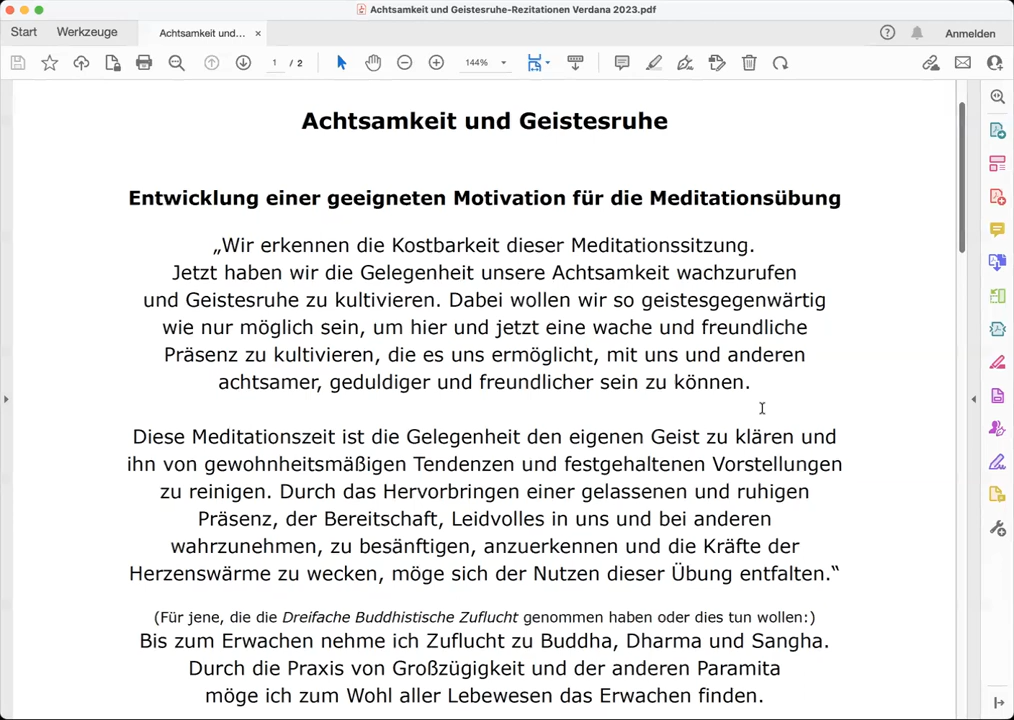 Achtsamkeit und Geistesruhe-Rezitationen Verdana 2023.pdf
Start Werkzeuge Achtsamkeit und... × Anmelden
1 / 2 144%
Achtsamkeit und Geistesruhe
Entwicklung einer geeigneten Motivation für die Meditationsübung
„Wir erkennen die Kostbarkeit dieser Meditationssitzung.
Jetzt haben wir die Gelegenheit unsere Achtsamkeit wachzurufen
und Geistesruhe zu kultivieren. Dabei wollen wir so geistesgegenwärtig
wie nur möglich sein, um hier und jetzt eine wache und freundliche
Präsenz zu kultivieren, die es uns ermöglicht, mit uns und anderen
achtsamer, geduldiger und freundlicher sein zu können.
Diese Meditationszeit ist die Gelegenheit den eigenen Geist zu klären und
ihn von gewohnheitsmäßigen Tendenzen und festgehaltenen Vorstellungen
zu reinigen. Durch das Hervorbringen einer gelassenen und ruhigen
Präsenz, der Bereitschaft, Leidvolles in uns und bei anderen
wahrzunehmen, zu besänftigen, anzuerkennen und die Kräfte der
Herzenswärme zu wecken, möge sich der Nutzen dieser Übung entfalten.“
(Für jene, die die Dreifache Buddhistische Zuflucht genommen haben oder dies tun wollen:)
Bis zum Erwachen nehme ich Zuflucht zu Buddha, Dharma und Sangha.
Durch die Praxis von Großzügigkeit und der anderen Paramita
möge ich zum Wohl aller Lebewesen das Erwachen finden.